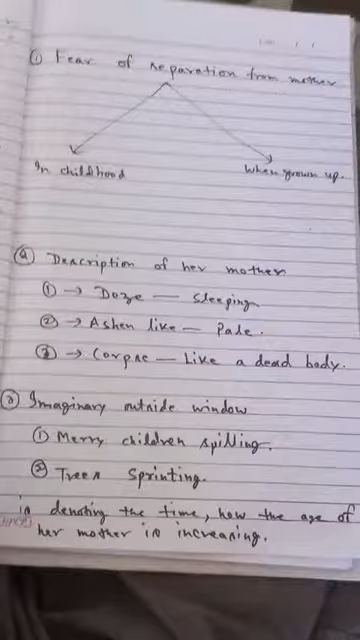 ① Fear of separation from mother
In childhood
When grown up.
④ Description of her mother
① → Doze — Sleeping
② → Ashen like — Pale.
③ → Corpse — Like a dead body.
② Imaginary outside window
① Merry children spilling.
② Trees Sprinting.
is denoting the time, how the age of
her mother is increasing.